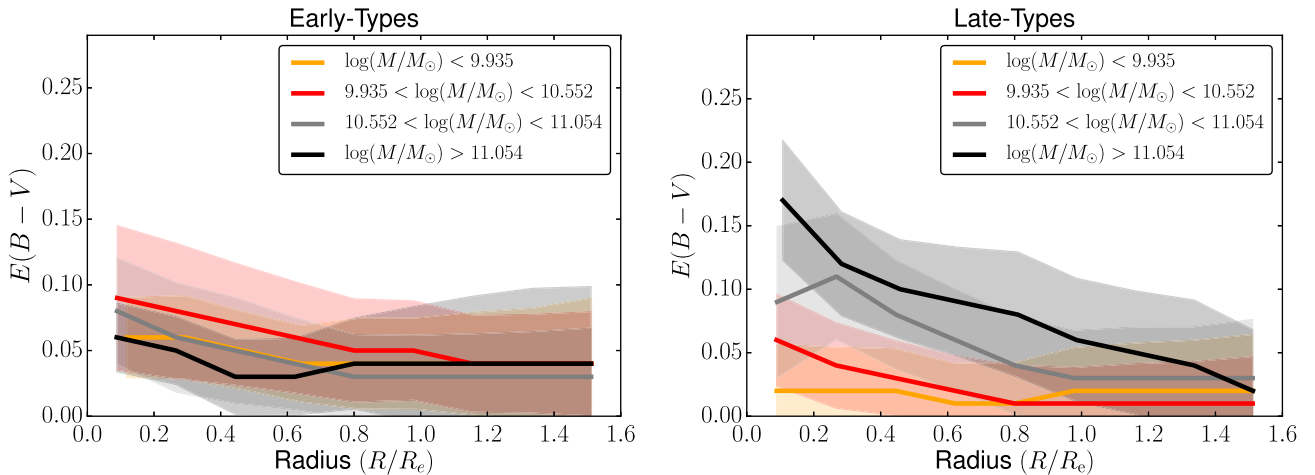 Early-Types
E(B − V)
0.25
0.20
0.15
0.10
0.05
0.00
log(M/M⊙) < 9.935
9.935 < log(M/M⊙) < 10.552
10.552 < log(M/M⊙) < 11.054
log(M/M⊙) > 11.054
0.0 0.2 0.4 0.6 0.8 1.0 1.2 1.4 1.6
Radius (R/Rₑ)
Late-Types
E(B − V)
0.25
0.20
0.15
0.10
0.05
0.00
log(M/M⊙) < 9.935
9.935 < log(M/M⊙) < 10.552
10.552 < log(M/M⊙) < 11.054
log(M/M⊙) > 11.054
0.0 0.2 0.4 0.6 0.8 1.0 1.2 1.4 1.6
Radius (R/Rₑ)